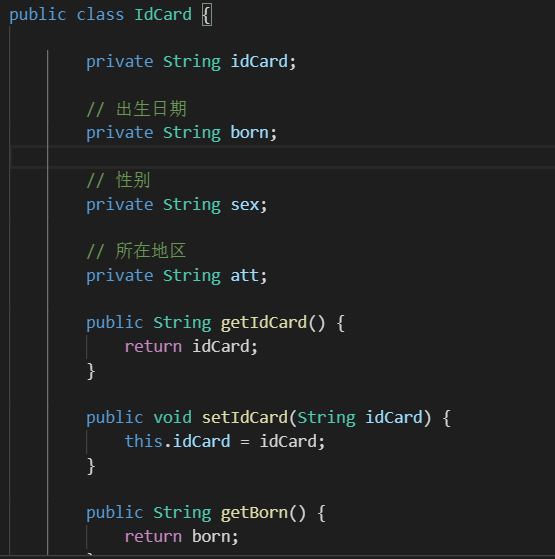 public class IdCard {
private String idCard;
// 出生日期
private String born;
// 性别
private String sex;
// 所在地区
private String att;
public String getIdCard() {
return idCard;
}
public void setIdCard(String idCard) {
this.idCard = idCard;
}
public String getBorn() {
return born;